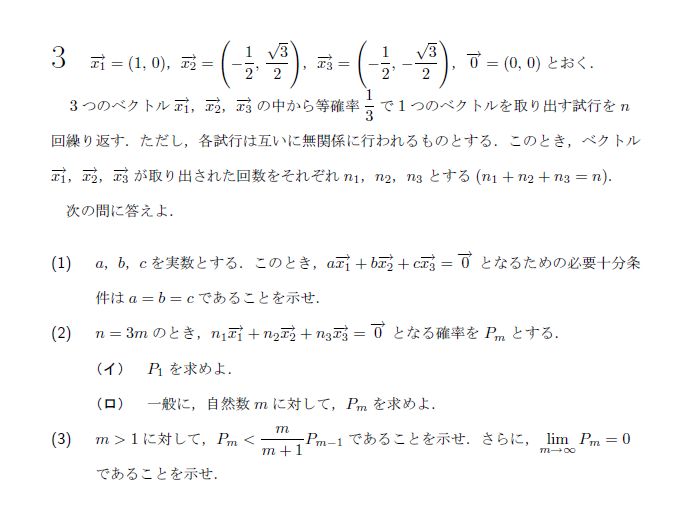 3 $\overrightarrow{x_1} = (1, 0)$, $\overrightarrow{x_2} = \left(-\frac{1}{2}, \frac{\sqrt{3}}{2}\right)$, $\overrightarrow{x_3} = \left(-\frac{1}{2}, -\frac{\sqrt{3}}{2}\right)$, $\overrightarrow{0} = (0, 0)$ とおく.
3 つのベクトル $\overrightarrow{x_1}$, $\overrightarrow{x_2}$, $\overrightarrow{x_3}$ の中から等確率 $\frac{1}{3}$ で 1 つのベクトルを取り出す試行を $n$
回繰り返す. ただし, 各試行は互いに無関係に行われるものとする. このとき, ベクトル
$\overrightarrow{x_1}$, $\overrightarrow{x_2}$, $\overrightarrow{x_3}$ が取り出された回数をそれぞれ $n_1$, $n_2$, $n_3$ とする $(n_1 + n_2 + n_3 = n)$.
次の問に答えよ.
(1) $a$, $b$, $c$ を実数とする. このとき, $a\overrightarrow{x_1} + b\overrightarrow{x_2} + c\overrightarrow{x_3} = \overrightarrow{0}$ となるための必要十分条
件は $a = b = c$ であることを示せ.
(2) $n = 3m$ のとき, $n_1\overrightarrow{x_1} + n_2\overrightarrow{x_2} + n_3\overrightarrow{x_3} = \overrightarrow{0}$ となる確率を $P_m$ とする.
(イ) $P_1$ を求めよ.
(ロ) 一般に, 自然数 $m$ に対して, $P_m$ を求めよ.
(3) $m > 1$ に対して, $P_m < \frac{m}{m+1}P_{m-1}$ であることを示せ. さらに, $\lim_{m \to \infty} P_m = 0$
であることを示せ.